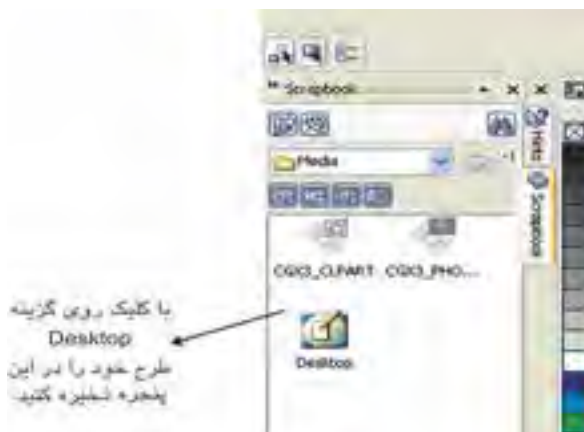 Scrapbook
Hints
Scrapbook
Media
CGX3_CLPART CGX3_PHO...
Desktop
با کلیک روی گزینه
Desktop
طرح خود را در این
پنجره ذخیره کنید